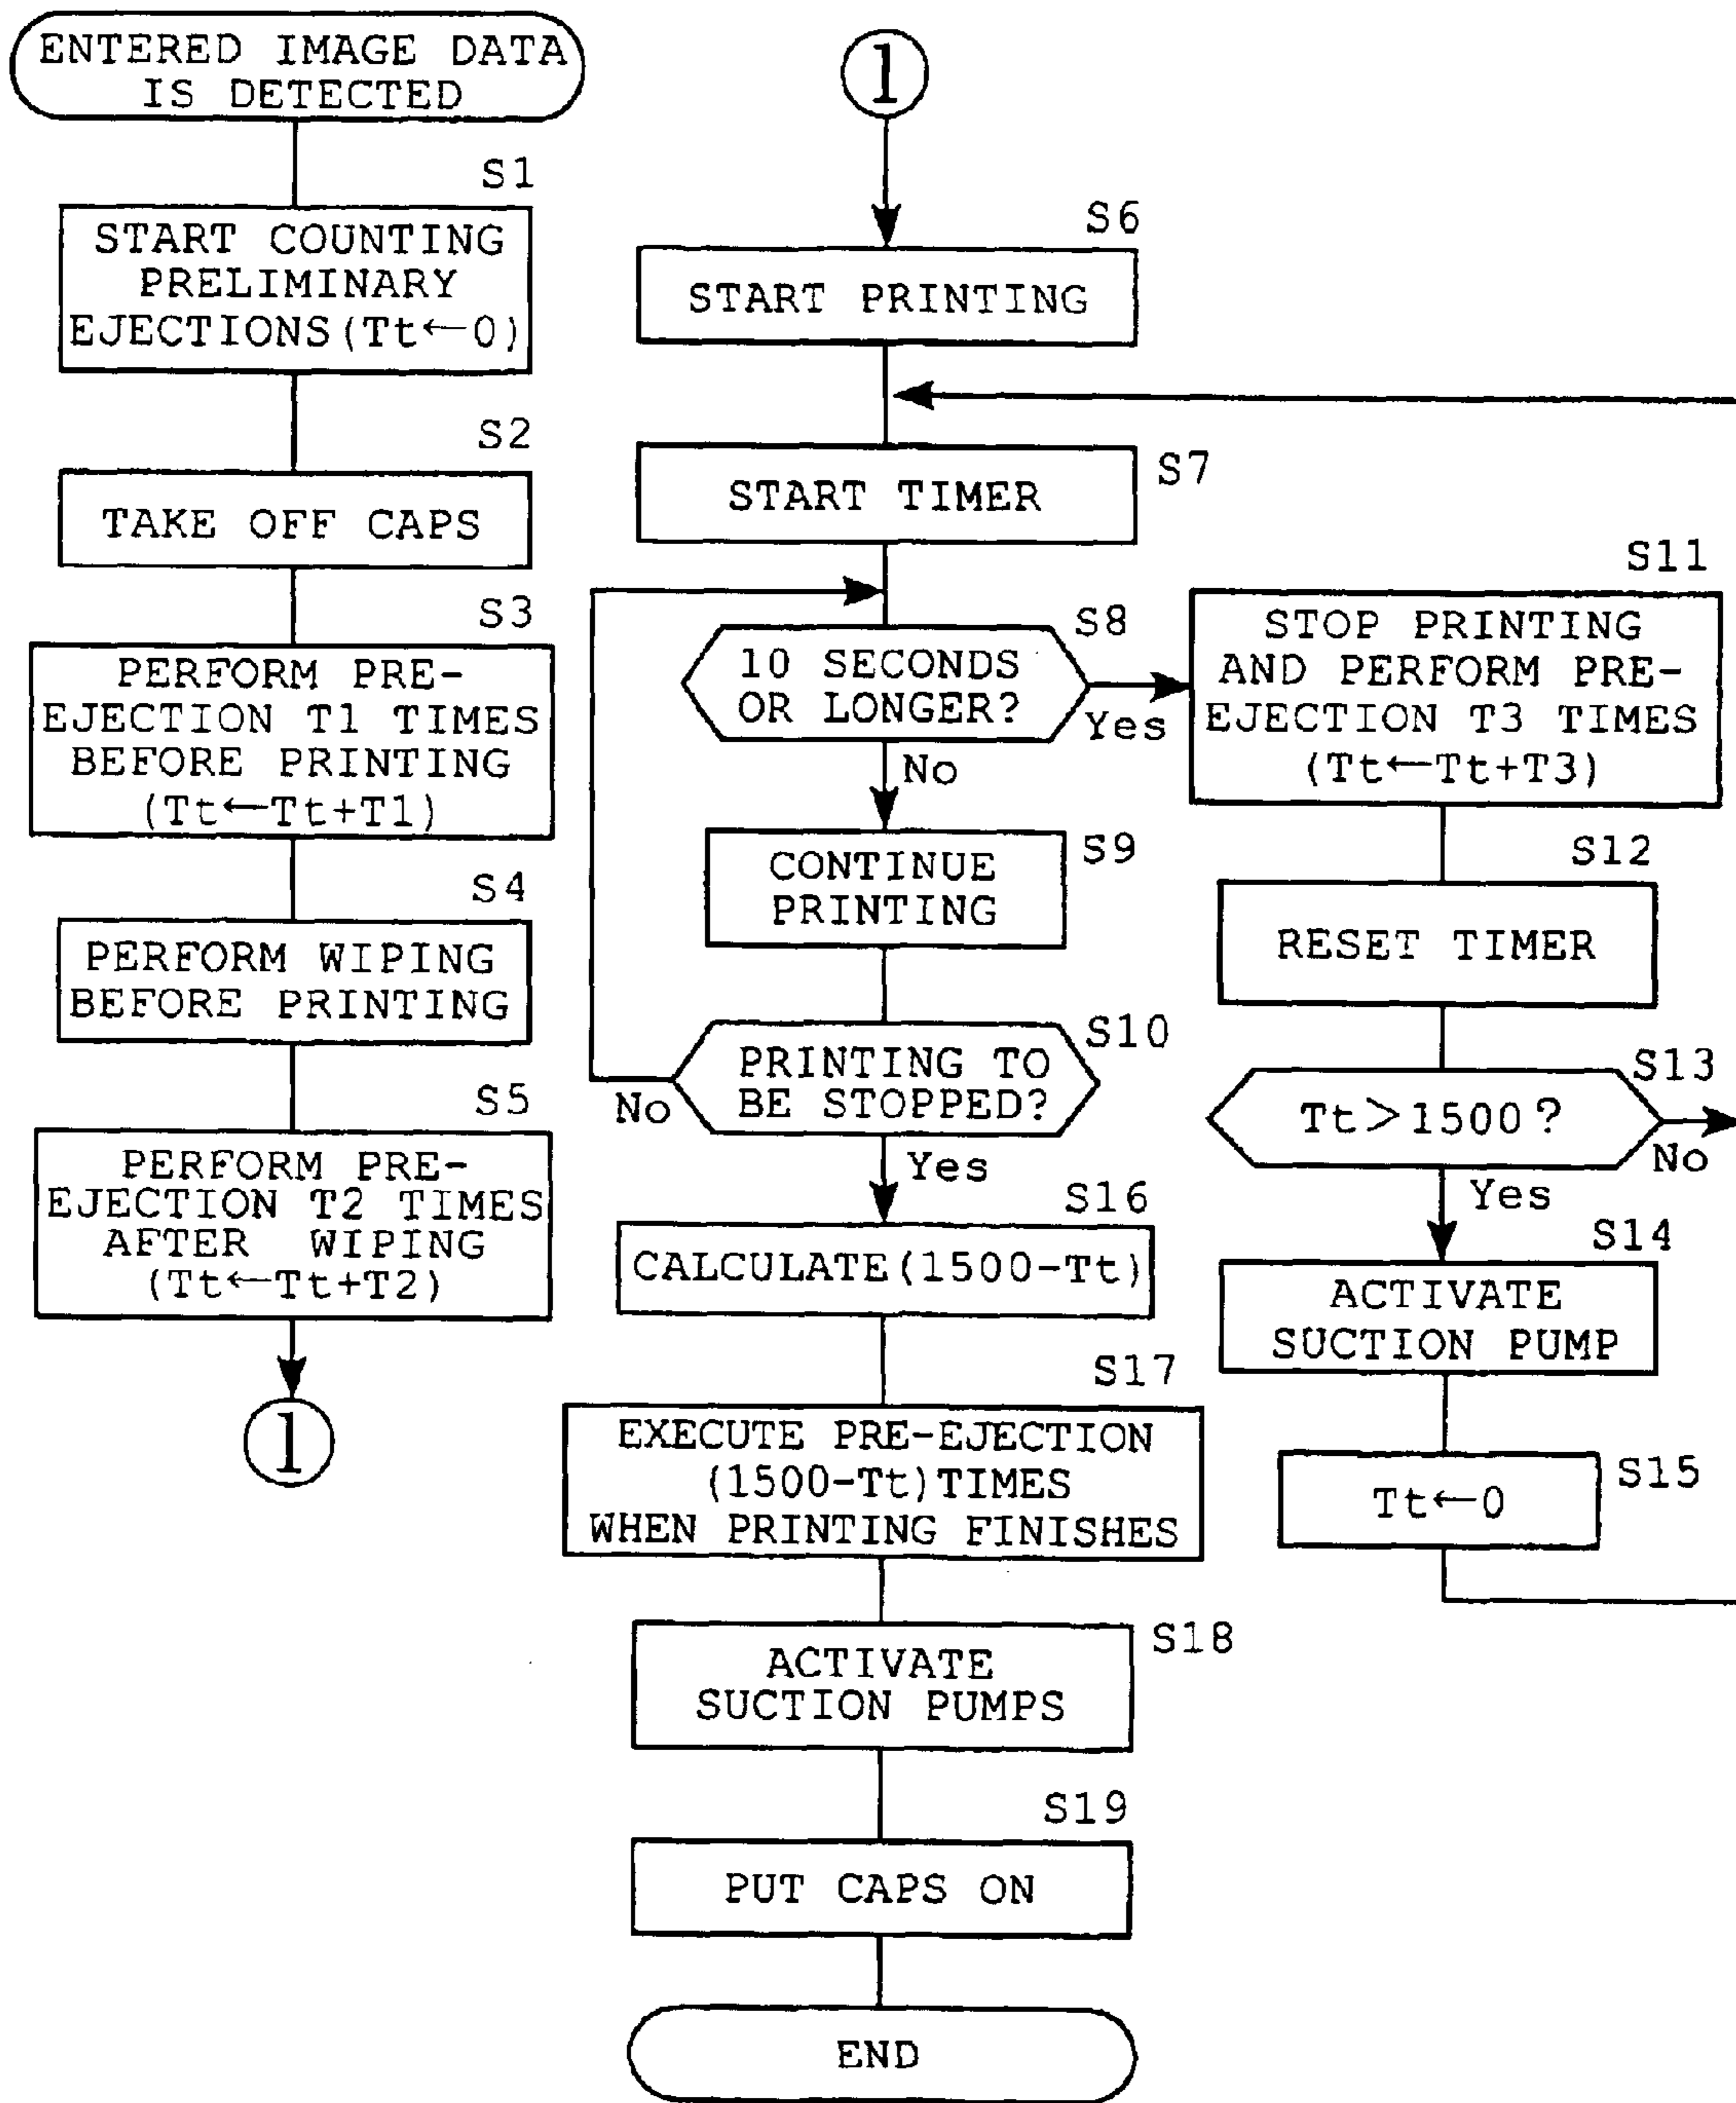 ENTERED IMAGE DATA
IS DETECTED
S1
START COUNTING
PRELIMINARY
EJECTIONS(Tt←0)
S2
TAKE OFF CAPS
S3
PERFORM PRE-
EJECTION T1 TIMES
BEFORE PRINTING
(Tt←Tt+T1)
S4
PERFORM WIPING
BEFORE PRINTING
S5
PERFORM PRE-
EJECTION T2 TIMES
AFTER WIPING
(Tt←Tt+T2)
1
1
S6
START PRINTING
S7
START TIMER
S8
10 SECONDS
OR LONGER?
Yes
No
S9
CONTINUE
PRINTING
S10
PRINTING TO
BE STOPPED?
No
Yes
S16
CALCULATE(1500-Tt)
S17
EXECUTE PRE-EJECTION
(1500-Tt)TIMES
WHEN PRINTING FINISHES
S18
ACTIVATE
SUCTION PUMPS
S19
PUT CAPS ON
END
S11
STOP PRINTING
AND PERFORM PRE-
EJECTION T3 TIMES
(Tt←Tt+T3)
S12
RESET TIMER
S13
Tt>1500?
No
Yes
S14
ACTIVATE
SUCTION PUMP
S15
Tt←0